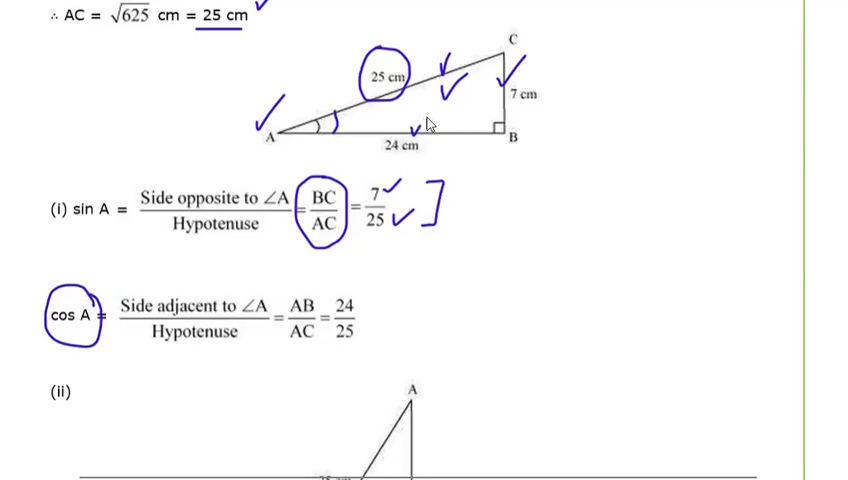 ∴ AC = √625 cm = 25 cm
C
25 cm
7 cm
A
B
24 cm
(i) sin A = Side opposite to ∠A / Hypotenuse = BC / AC = 7 / 25
cos A = Side adjacent to ∠A / Hypotenuse = AB / AC = 24 / 25
(ii)
A